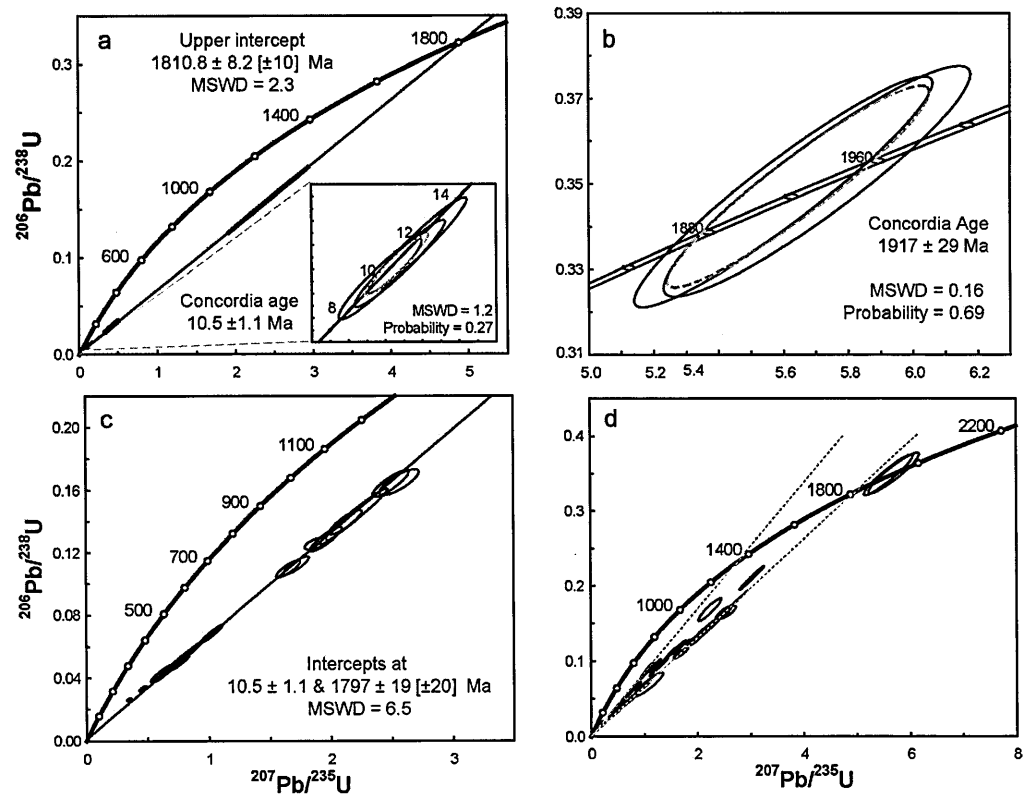 a
Upper intercept
1810.8 ± 8.2 [±10] Ma
MSWD = 2.3
1800
1400
1000
600
0.3
0.2
0.1
0.0
206Pb/238U
Concordia age
10.5 ±1.1 Ma
14
12
10
8
MSWD = 1.2
Probability = 0.27
0 1 2 3 4 5
b
0.39
0.37
0.35
0.33
0.31
1960
1880
Concordia Age
1917 ± 29 Ma
MSWD = 0.16
Probability = 0.69
5.0 5.2 5.4 5.6 5.8 6.0 6.2
c
0.20
0.16
0.12
0.08
0.04
0.00
206Pb/238U
1100
900
700
500
Intercepts at
10.5 ± 1.1 & 1797 ± 19 [±20] Ma
MSWD = 6.5
0 1 2 3
207Pb/235U
d
0.4
0.3
0.2
0.1
0.0
2200
1800
1400
1000
0 2 4 6 8
207Pb/235U